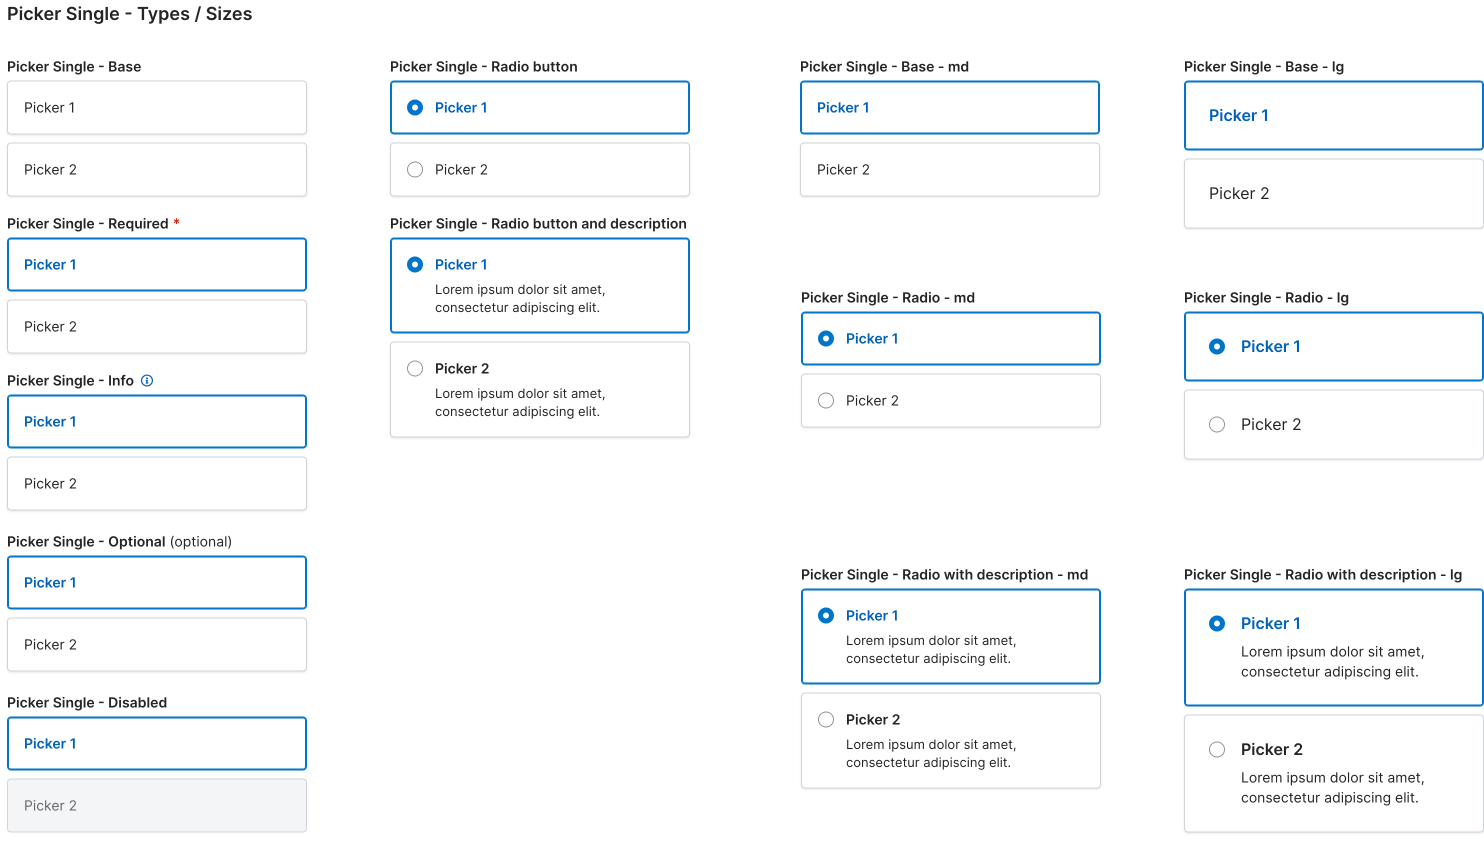 Picker Single - Types / Sizes
Picker Single - Base
Picker 1
Picker 2
Picker Single - Required *
Picker 1
Picker 2
Picker Single - Info
Picker 1
Picker 2
Picker Single - Optional (optional)
Picker 1
Picker 2
Picker Single - Disabled
Picker 1
Picker 2
Picker Single - Radio button
Picker 1
Picker 2
Picker Single - Radio button and description
Picker 1
Lorem ipsum dolor sit amet,
consectetur adipiscing elit.
Picker 2
Lorem ipsum dolor sit amet,
consectetur adipiscing elit.
Picker Single - Base - md
Picker 1
Picker 2
Picker Single - Radio - md
Picker 1
Picker 2
Picker Single - Radio with description - md
Picker 1
Lorem ipsum dolor sit amet,
consectetur adipiscing elit.
Picker 2
Lorem ipsum dolor sit amet,
consectetur adipiscing elit.
Picker Single - Base - lg
Picker 1
Picker 2
Picker Single - Radio - lg
Picker 1
Picker 2
Picker Single - Radio with description - lg
Picker 1
Lorem ipsum dolor sit amet,
consectetur adipiscing elit.
Picker 2
Lorem ipsum dolor sit amet,
consectetur adipiscing elit.